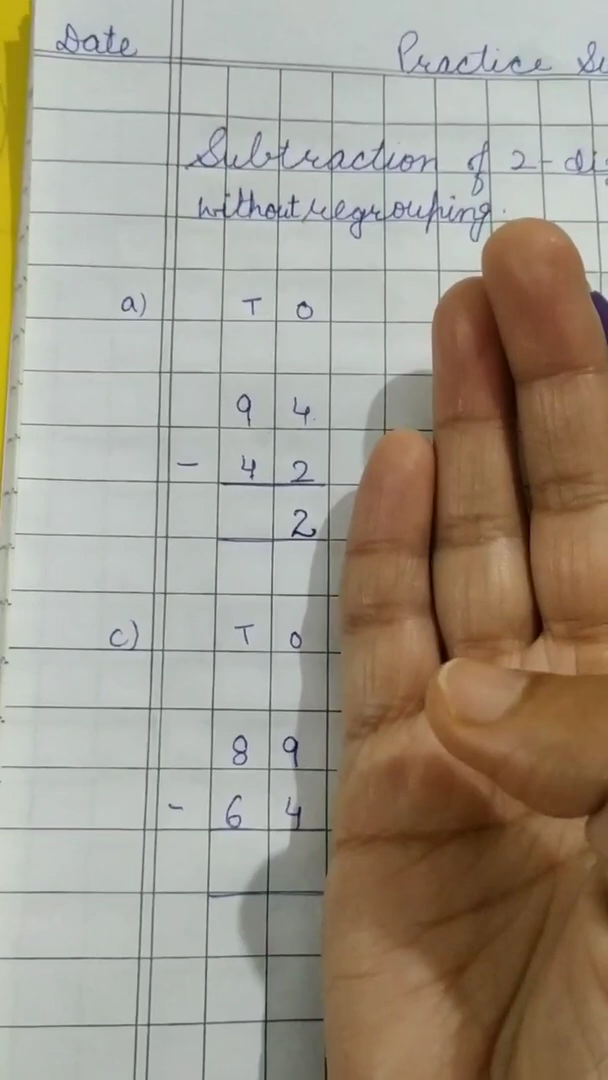 Date
Practice
Subtraction of 2-
without regrouping.
a) T O
9 4
- 4 2
2
c) T O
8 9
- 6 4